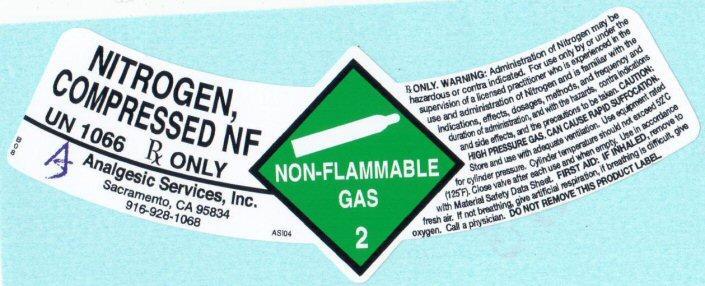 NITROGEN,
COMPRESSED NF
UN 1066 Rx ONLY
Analgesic Services, Inc.
Sacramento, CA 95834
916-928-1068
808
ASI04
NON-FLAMMABLE
GAS
2
Rx ONLY. WARNING: Administration of Nitrogen may be
hazardous or contra indicated. For use only by or under the
supervision of a licensed practitioner who is experienced in the
use and administration of Nitrogen and is familiar with the
indications, effects, dosages, methods, and frequency and
duration of administration, and with the hazards, contra indications
and side effects, and the precautions to be taken. CAUTION:
HIGH PRESSURE GAS. CAN CAUSE RAPID SUFFOCATION.
Store and use with adequate ventilation. Use equipment rated
for cylinder pressure. Cylinder temperature should not exceed 52°C
(125°F). Close valve after each use and when empty. Use in accordance
with Material Safety Data Sheet. FIRST AID: IF INHALED, remove to
fresh air. If not breathing, give artificial respiration, if breathing is difficult, give
oxygen. Call a physician. DO NOT REMOVE THIS PRODUCT LABEL